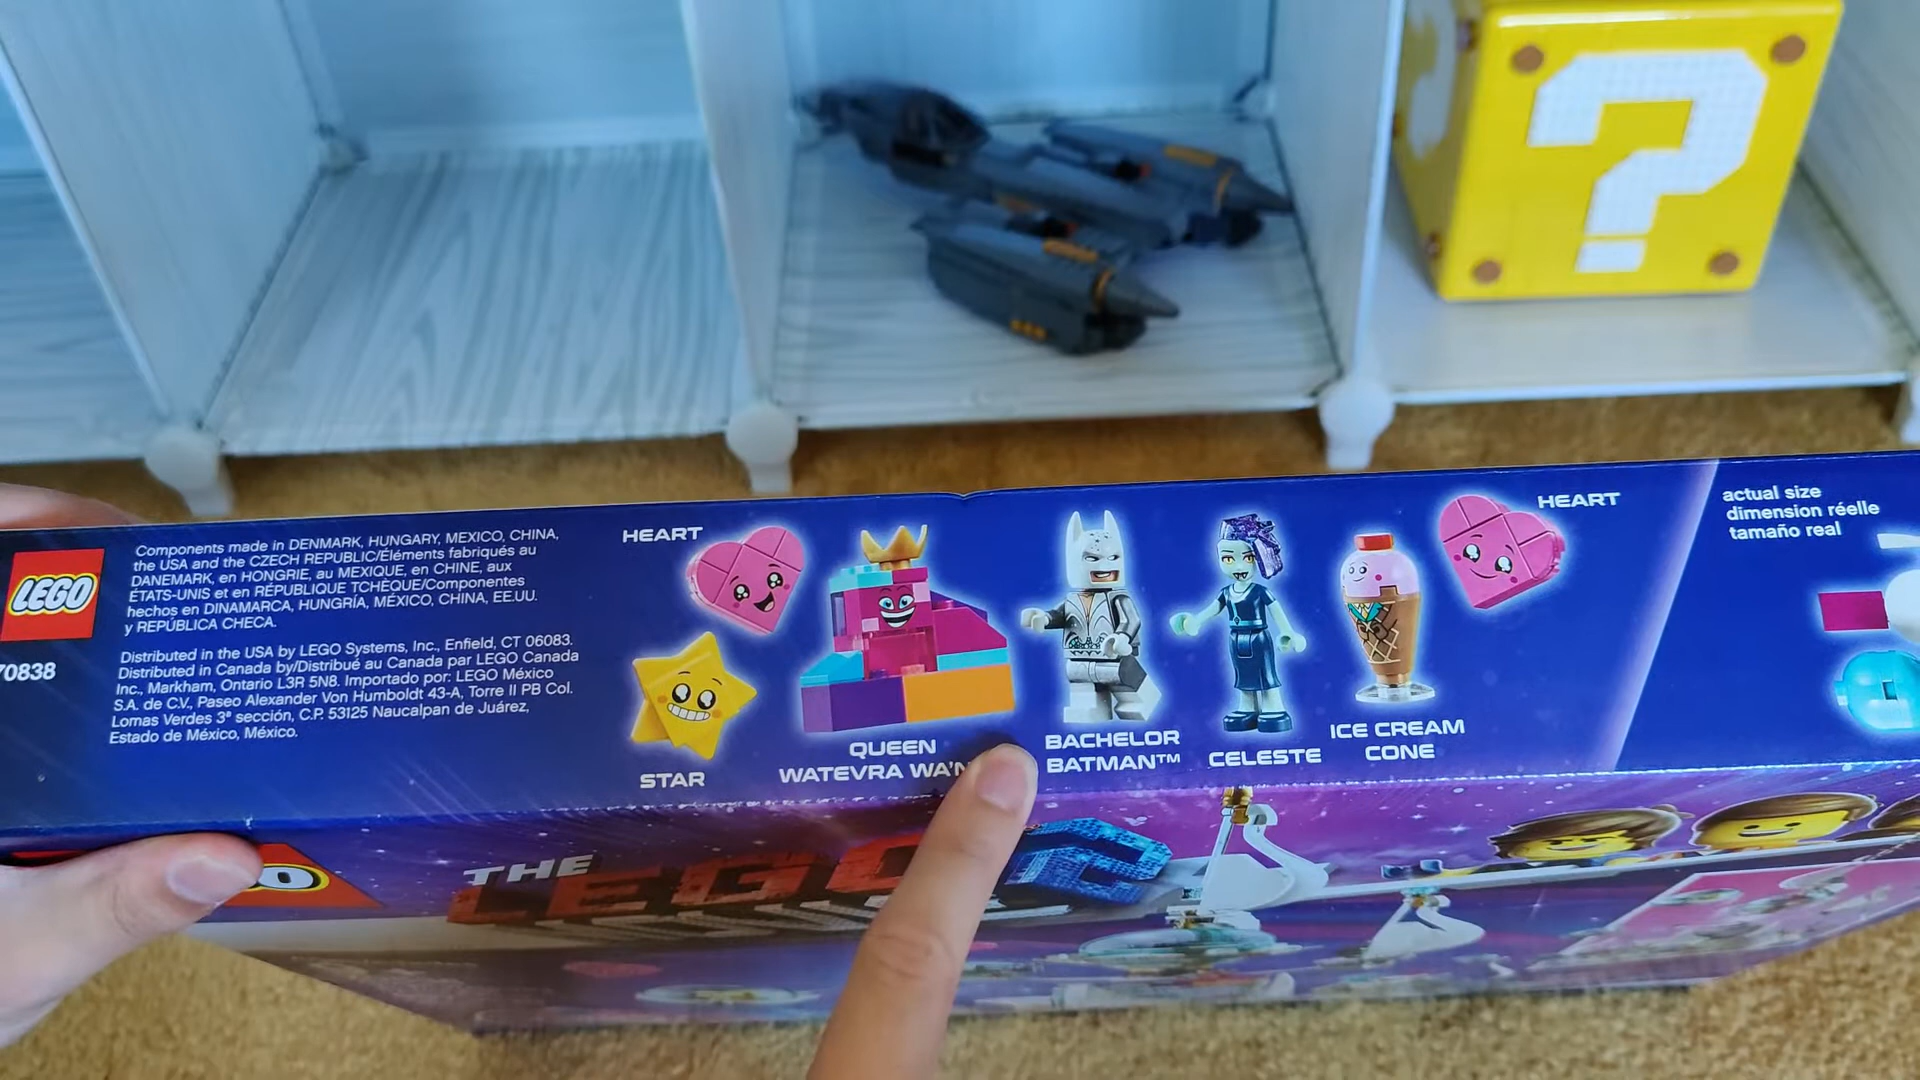 LEGO
70838
Components made in DENMARK, HUNGARY, MEXICO, CHINA,
the USA and the CZECH REPUBLIC/Éléments fabriqués au
DANEMARK, en HONGRIE, au MEXIQUE, en CHINE, aux
ÉTATS-UNIS et en RÉPUBLIQUE TCHÈQUE/Componentes
hechos en DINAMARCA, HUNGRÍA, MÉXICO, CHINA, EE.UU.
y REPÚBLICA CHECA.
Distributed in the USA by LEGO Systems, Inc., Enfield, CT 06083.
Distributed in Canada by/Distribué au Canada par LEGO Canada
Inc., Markham, Ontario L3R 5N8. Importado por: LEGO México
S.A. de C.V., Paseo Alexander Von Humboldt 43-A, Torre II PB Col.
Lomas Verdes 3ª sección, C.P. 53125 Naucalpan de Juárez,
Estado de México, México.
HEART
STAR
QUEEN
WATEVRA
BACHELOR
BATMAN™
CELESTE
ICE CREAM
CONE
HEART
actual size
dimension réelle
tamaño real
?
THE
LEGO